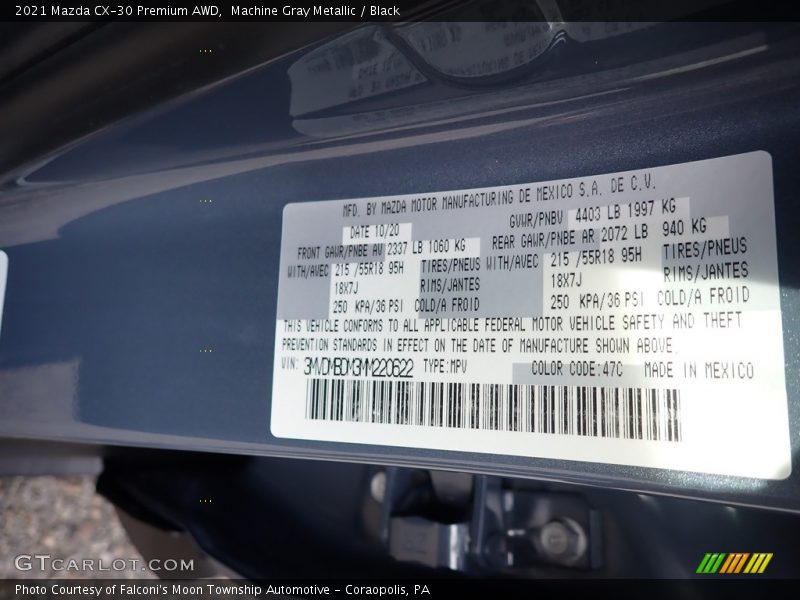 2021 Mazda CX-30 Premium AWD, Machine Gray Metallic / Black
MFD. BY MAZDA MOTOR MANUFACTURING DE MEXICO S.A. DE C.V.
DATE 10/20 GVWR/PNBV 4403 LB 1997 KG
FRONT GAWR/PNBE AV 2337 LB 1060 KG REAR GAWR/PNBE AR 2072 LB 940 KG
WITH/AVEC 215 /55R18 95H TIRES/PNEUS WITH/AVEC 215 /55R18 95H TIRES/PNEUS
18X7J RIMS/JANTES 18X7J RIMS/JANTES
250 KPA/36 PSI COLD/A FROID 250 KPA/36 PSI COLD/A FROID
THIS VEHICLE CONFORMS TO ALL APPLICABLE FEDERAL MOTOR VEHICLE SAFETY AND THEFT
PREVENTION STANDARDS IN EFFECT ON THE DATE OF MANUFACTURE SHOWN ABOVE.
VIN: 3MVDMBDM3MM220622 TYPE:MPV COLOR CODE:47C MADE IN MEXICO
GTCARLOT.COM
Photo Courtesy of Falconi's Moon Township Automotive - Coraopolis, PA